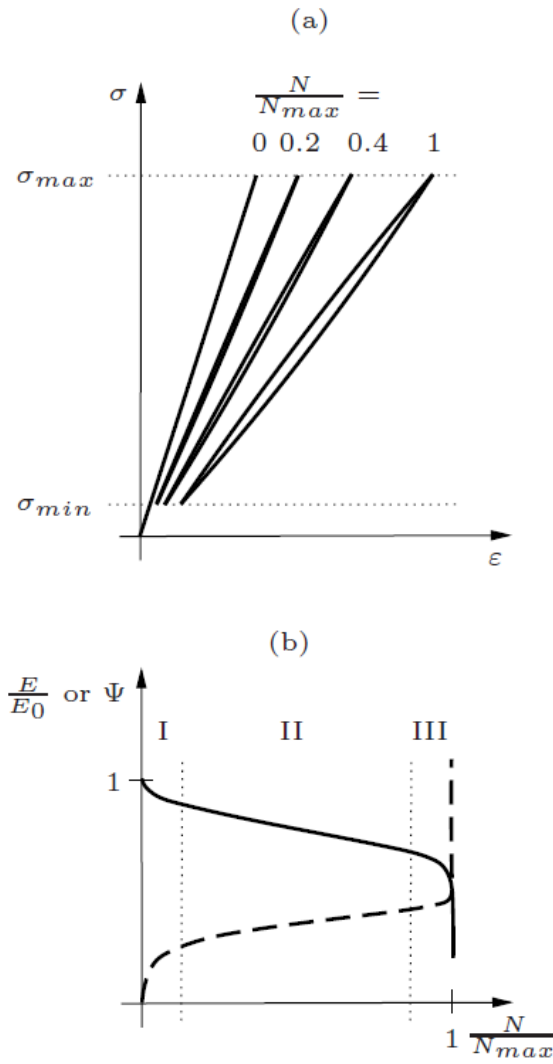 (a)
σ
N/N_max =
0 0.2 0.4 1
σ_max
σ_min
ε
(b)
E/E_0 or Ψ
I II III
1
1 N/N_max